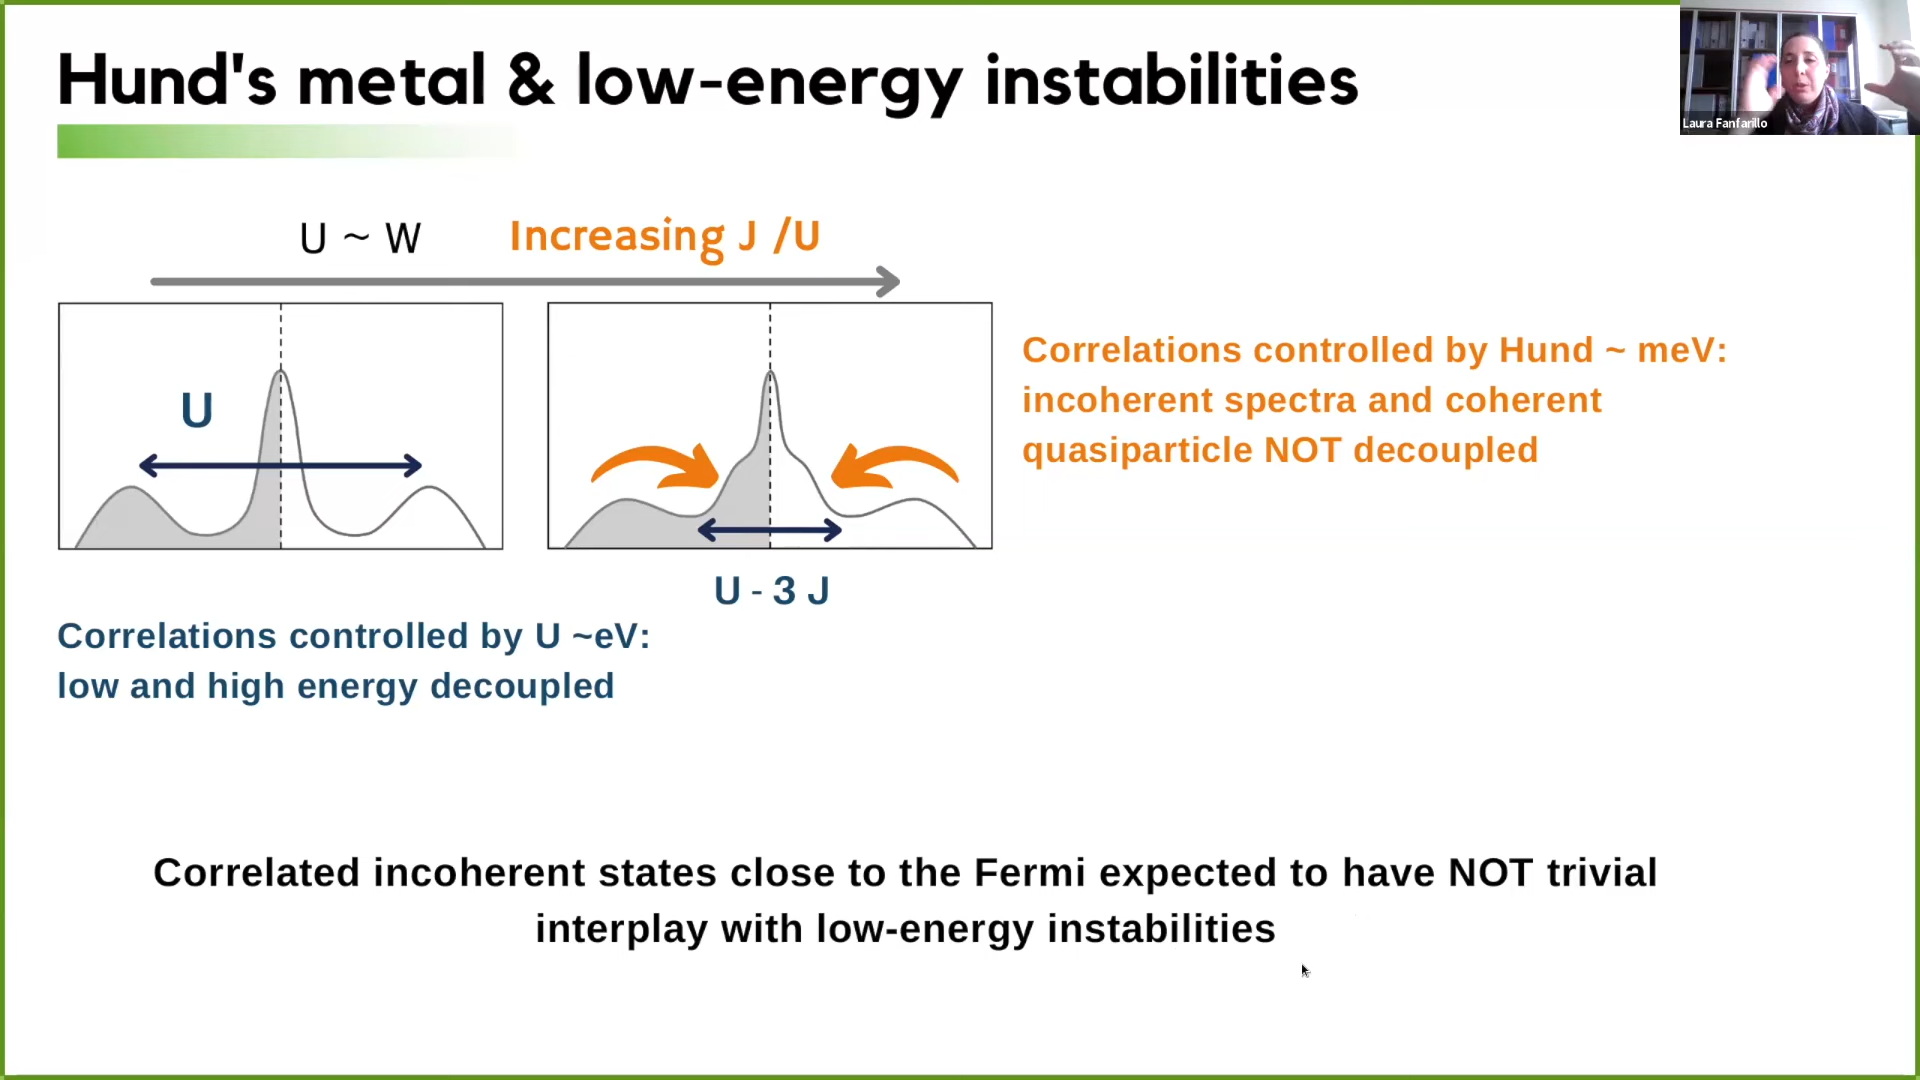 Hund's metal & low-energy instabilities
Laura Fanfarillo
U ~ W
Increasing J /U
U
U - 3 J
Correlations controlled by Hund ~ meV:
incoherent spectra and coherent
quasiparticle NOT decoupled
Correlations controlled by U ~eV:
low and high energy decoupled
Correlated incoherent states close to the Fermi expected to have NOT trivial
interplay with low-energy instabilities